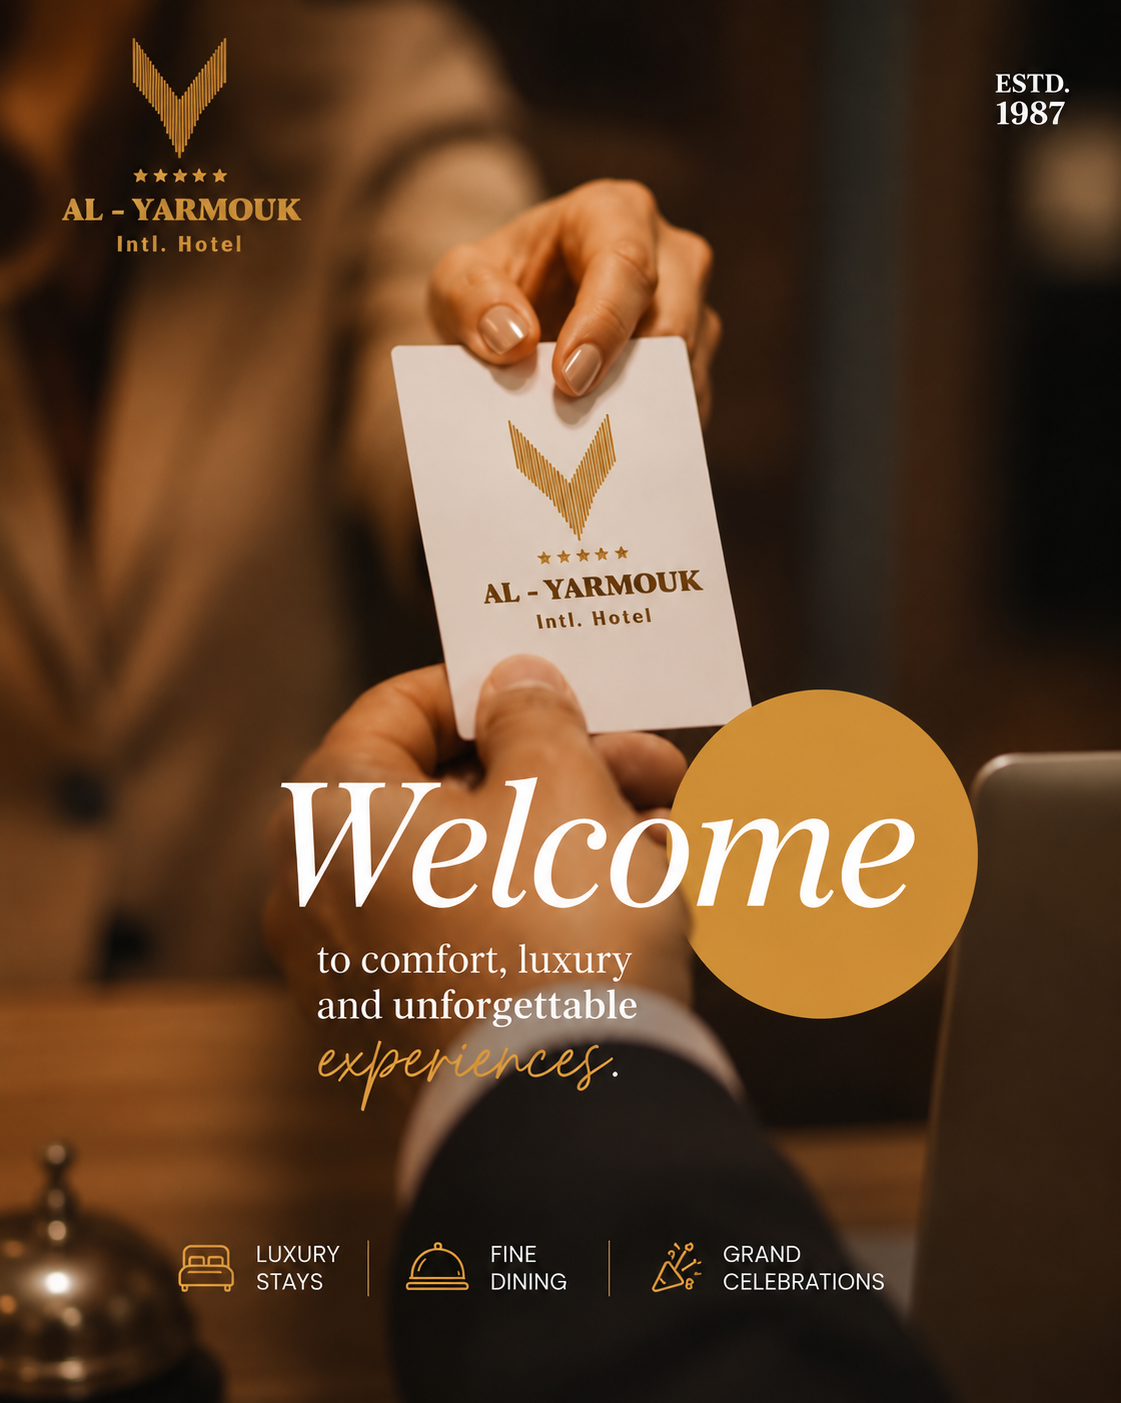 AL - YARMOUK
Intl. Hotel
ESTD.
1987
AL - YARMOUK
Intl. Hotel
Welcome
to comfort, luxury
and unforgettable
experiences.
LUXURY
STAYS
FINE
DINING
GRAND
CELEBRATIONS